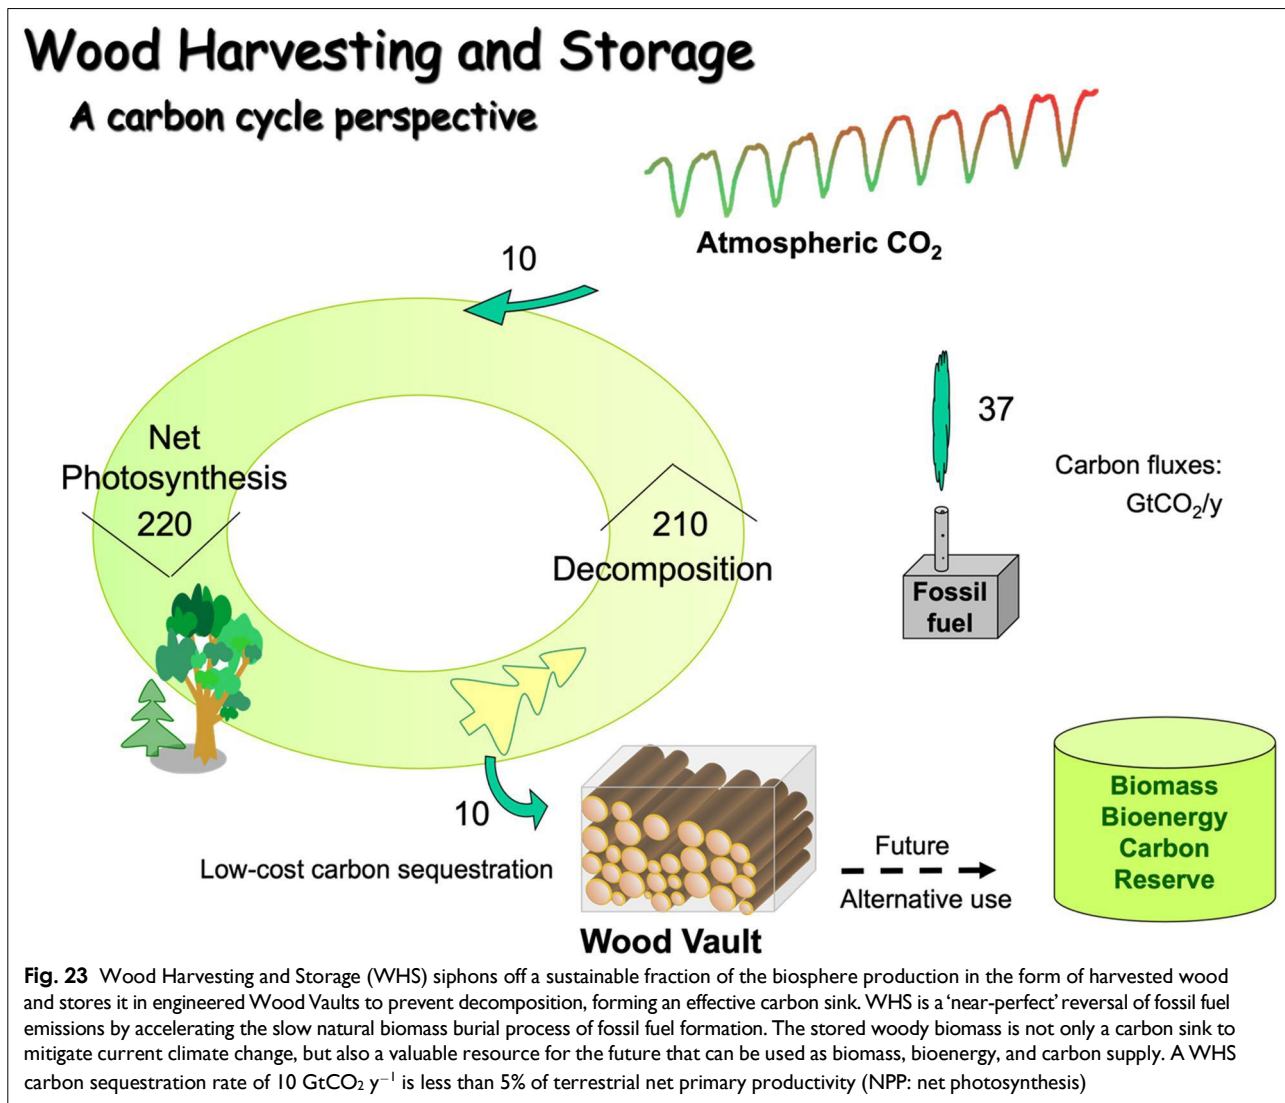 Wood Harvesting and Storage
A carbon cycle perspective
Atmospheric CO₂
10
37
Carbon fluxes:
GtCO₂/y
Net
Photosynthesis
220
210
Decomposition
Fossil
fuel
10
Low-cost carbon sequestration
Wood Vault
Future
Alternative use
Biomass
Bioenergy
Carbon
Reserve
Fig. 23 Wood Harvesting and Storage (WHS) siphons off a sustainable fraction of the biosphere production in the form of harvested wood
and stores it in engineered Wood Vaults to prevent decomposition, forming an effective carbon sink. WHS is a ‘near-perfect’ reversal of fossil fuel
emissions by accelerating the slow natural biomass burial process of fossil fuel formation. The stored woody biomass is not only a carbon sink to
mitigate current climate change, but also a valuable resource for the future that can be used as biomass, bioenergy, and carbon supply. A WHS
carbon sequestration rate of 10 GtCO₂ y⁻¹ is less than 5% of terrestrial net primary productivity (NPP: net photosynthesis)